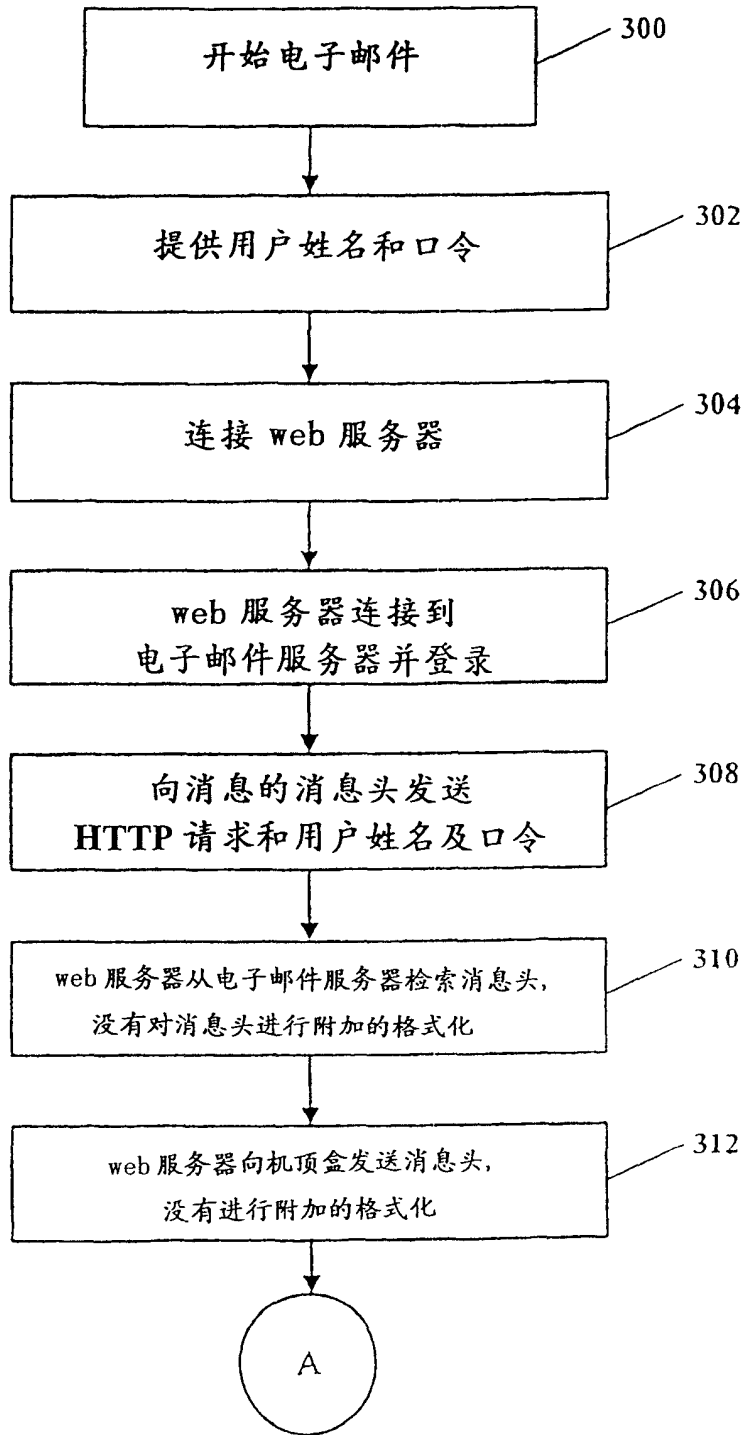 开始电子邮件
300
提供用户姓名和口令
302
连接 web 服务器
304
web 服务器连接到
电子邮件服务器并登录
306
向消息的消息头发送
HTTP 请求和用户姓名及口令
308
web 服务器从电子邮件服务器检索消息头,
没有对消息头进行附加的格式化
310
web 服务器向机顶盒发送消息头,
没有进行附加的格式化
312
A